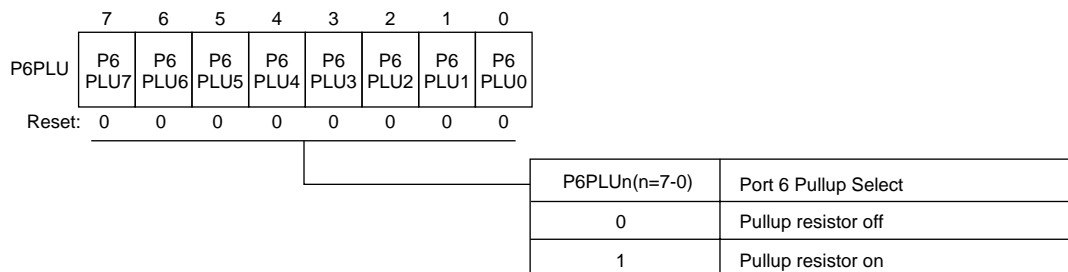 7 6 5 4 3 2 1 0
P6PLU P6 PLU7 P6 PLU6 P6 PLU5 P6 PLU4 P6 PLU3 P6 PLU2 P6 PLU1 P6 PLU0
Reset: 0 0 0 0 0 0 0 0
P6PLUn(n=7-0) Port 6 Pullup Select
0 Pullup resistor off
1 Pullup resistor on